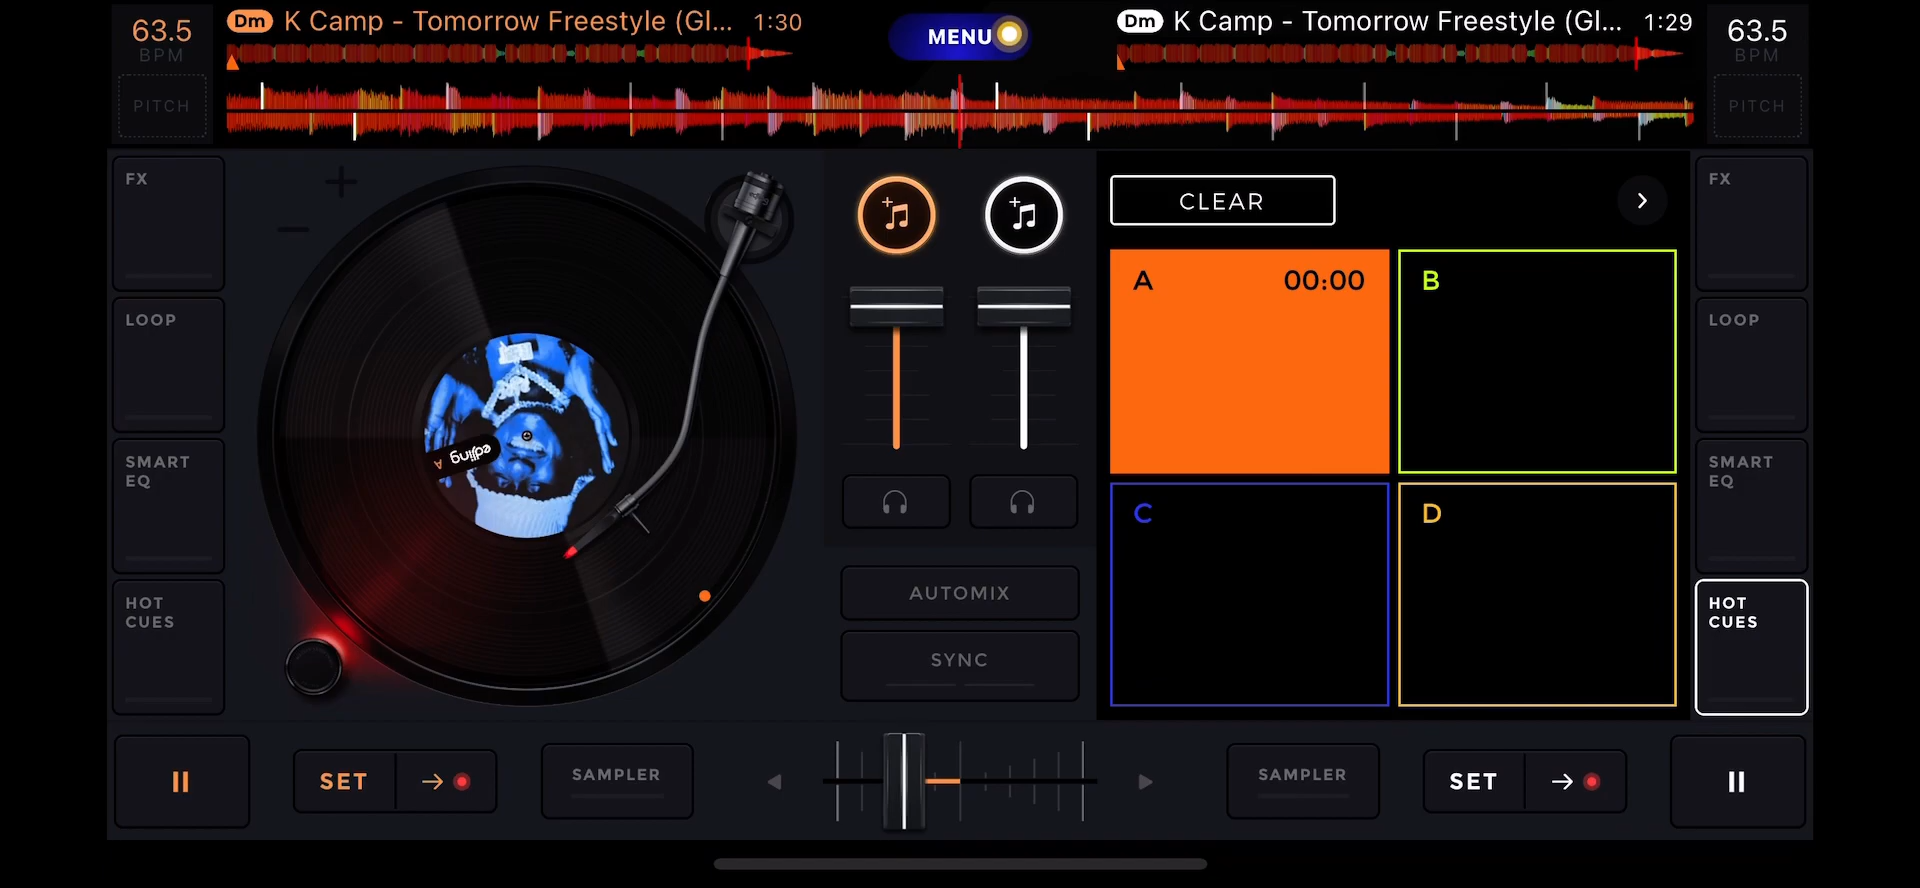 63.5
BPM
PITCH
Dm K Camp - Tomorrow Freestyle (Gl... 1:30
MENU
Dm K Camp - Tomorrow Freestyle (Gl... 1:29
63.5
BPM
PITCH
FX
LOOP
SMART
EQ
HOT
CUES
edjing
A
AUTOMIX
SYNC
CLEAR
A 00:00
B
C
D
FX
LOOP
SMART
EQ
HOT
CUES
SET
SAMPLER
SAMPLER
SET